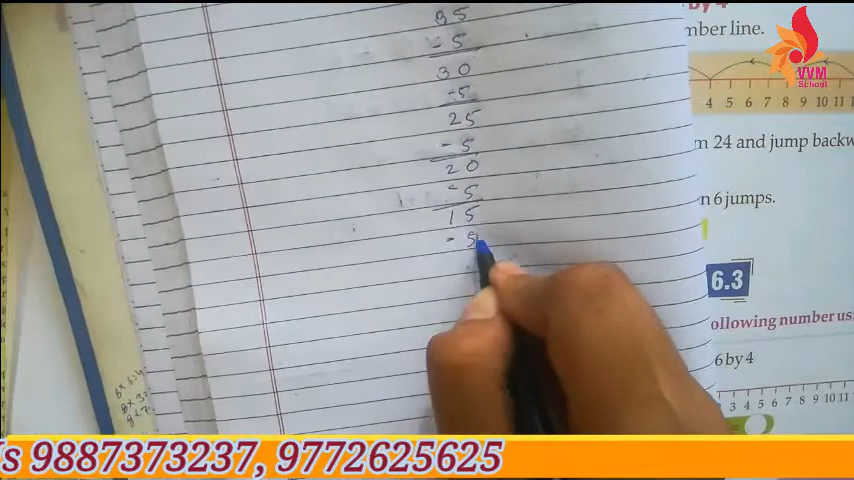 35
- 5
30
- 5
25
- 5
20
- 5
15
- 5
by 4
mber line.
VVM
School
4 5 6 7 8 9 10 11
m 24 and jump backw
n 6 jumps.
6.3
ollowing number us
6 by 4
3 4 5 6 7 8 9 10 11
s 9887373237, 9772625625